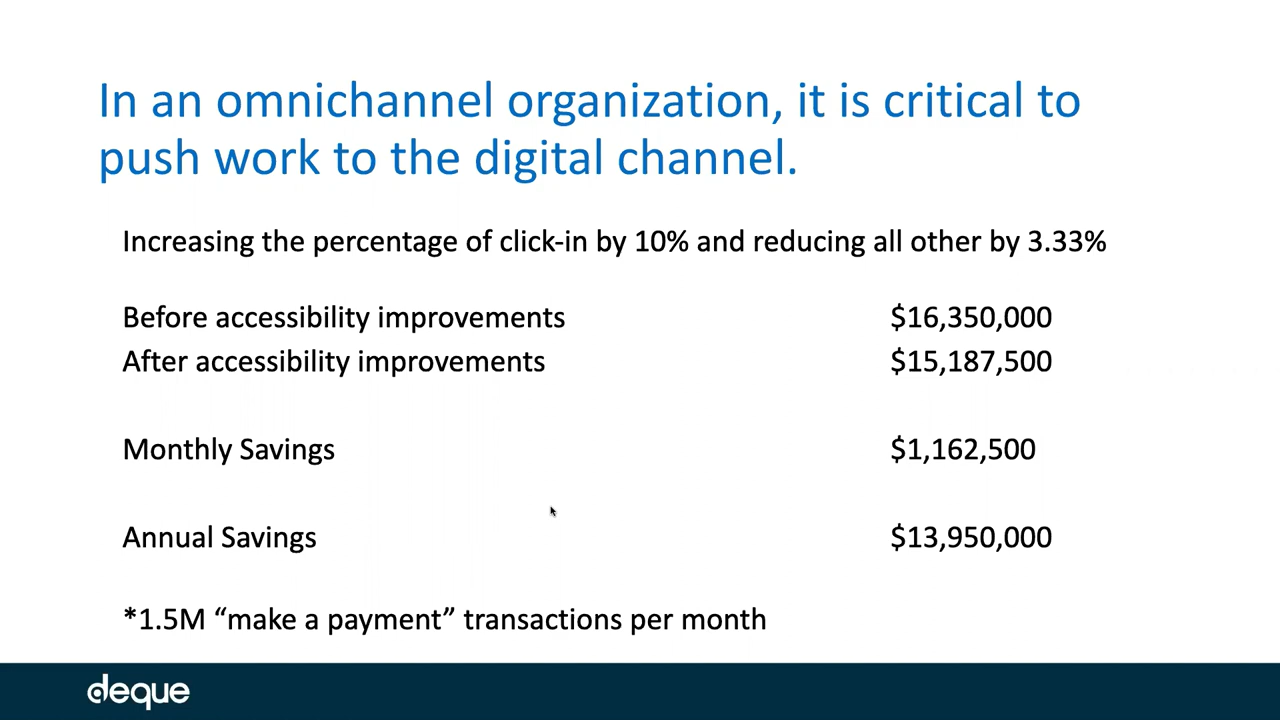 In an omnichannel organization, it is critical to
push work to the digital channel.
Increasing the percentage of click-in by 10% and reducing all other by 3.33%
Before accessibility improvements $16,350,000
After accessibility improvements $15,187,500
Monthly Savings $1,162,500
Annual Savings $13,950,000
*1.5M “make a payment” transactions per month
deque